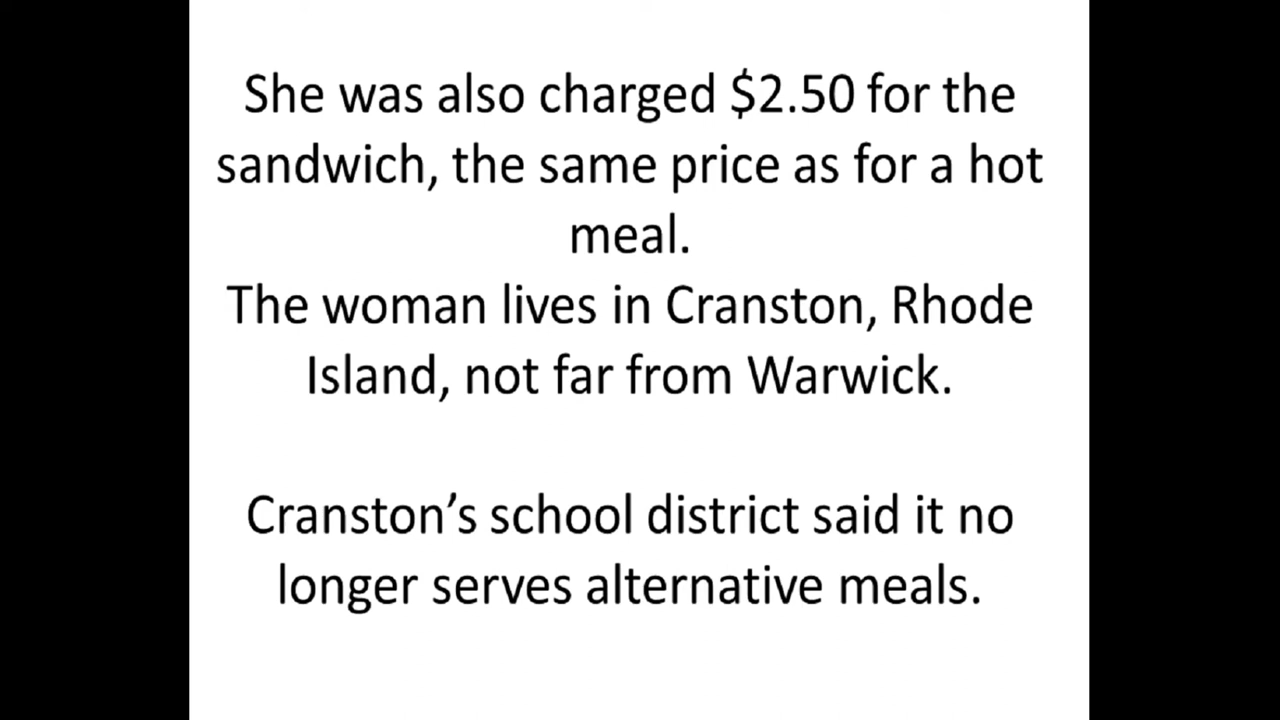 She was also charged $2.50 for the
sandwich, the same price as for a hot
meal.
The woman lives in Cranston, Rhode
Island, not far from Warwick.
Cranston’s school district said it no
longer serves alternative meals.